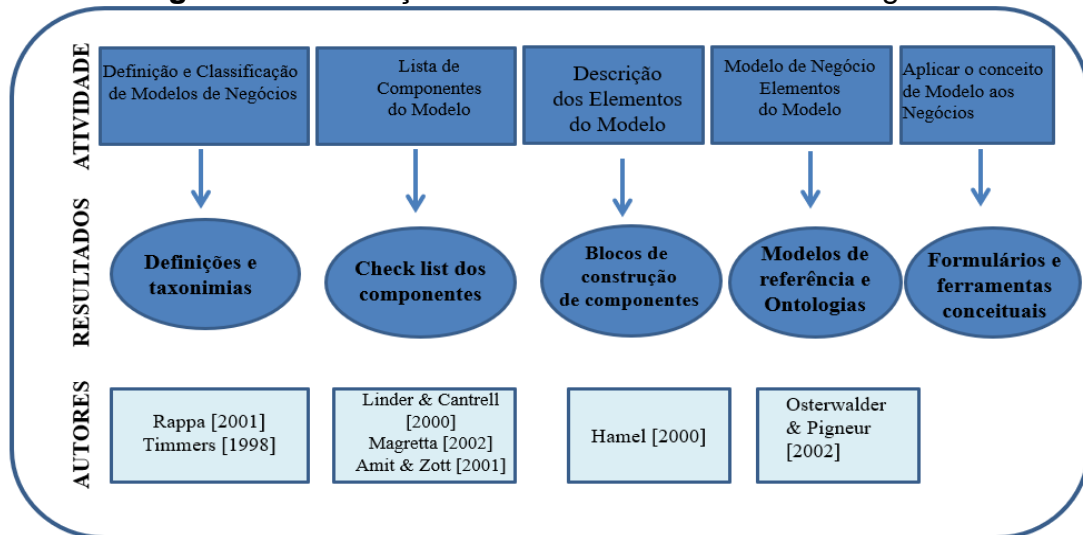 ATIVIDADE
Definição e Classificação
de Modelos de Negócios
Lista de
Componentes
do Modelo
Descrição
dos Elementos
do Modelo
Modelo de Negócio
Elementos
do Modelo
Aplicar o conceito
de Modelo aos
Negócios
RESULTADOS
Definições e
taxonimias
Check list dos
componentes
Blocos de
construção
de componentes
Modelos de
referência e
Ontologias
Formulários e
ferramentas
conceituais
AUTORES
Rappa [2001]
Timmers [1998]
Linder & Cantrell
[2000]
Magretta [2002]
Amit & Zott [2001]
Hamel [2000]
Osterwalder
& Pigneur
[2002]